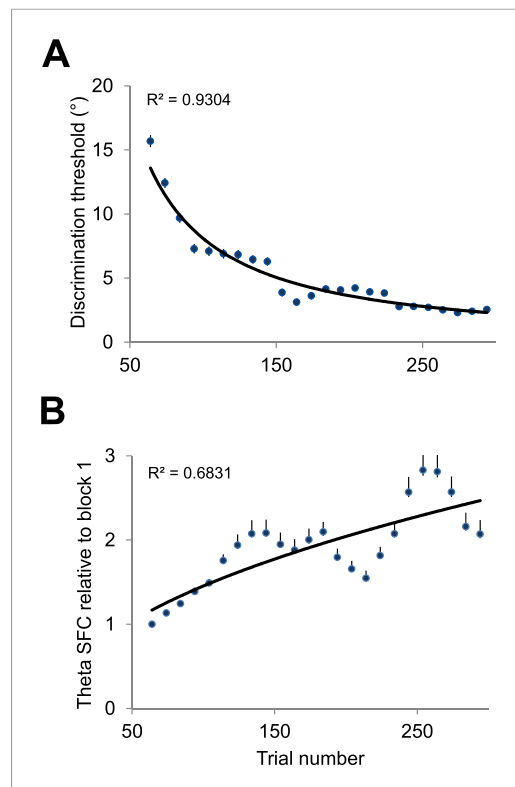 A
20
R² = 0.9304
15
10
5
0
50
150
250
Discrimination threshold (°)
B
3
R² = 0.6831
2
1
0
50
150
250
Theta SFC relative to block 1
Trial number